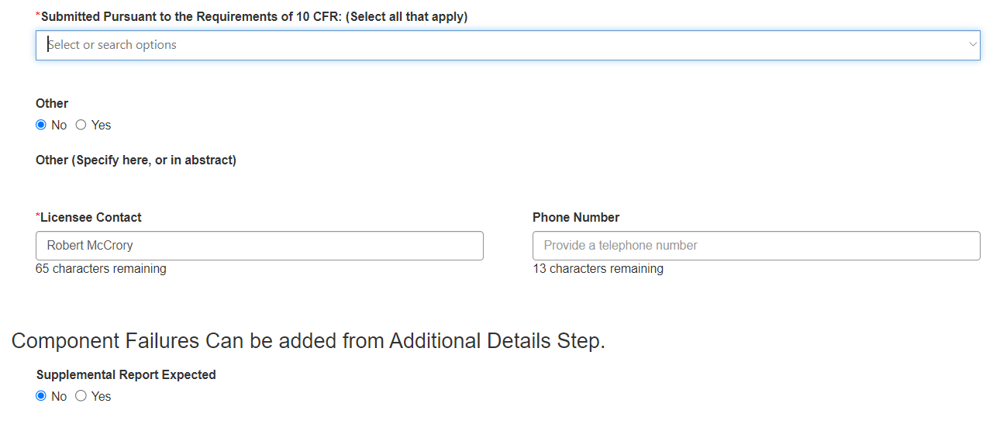 *Submitted Pursuant to the Requirements of 10 CFR: (Select all that apply)
Select or search options
Other
No Yes
Other (Specify here, or in abstract)
*Licensee Contact Phone Number
Robert McCrory Provide a telephone number
65 characters remaining 13 characters remaining
Component Failures Can be added from Additional Details Step.
Supplemental Report Expected
No Yes